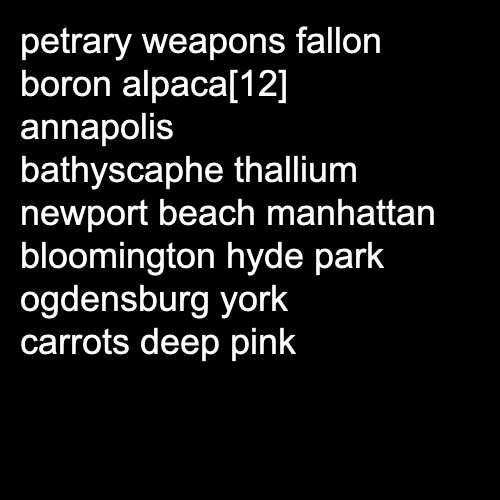 petrary weapons fallon
boron alpaca[12]
annapolis
bathyscaphe thallium
newport beach manhattan
bloomington hyde park
ogdensburg york
carrots deep pink